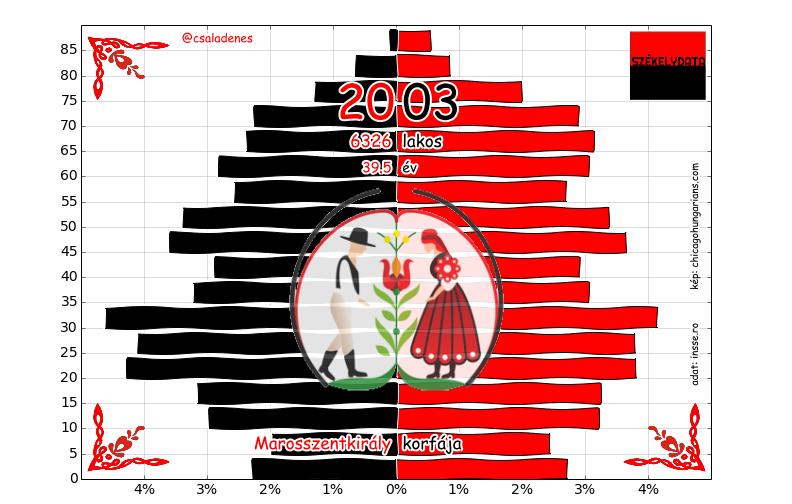 @csaladenes
SZÉKELYDATA
2003
6326 lakos
39.5 év
kép: chicagohungarians.com
adat: insse.ro
Marosszentkirály korfája
85
80
75
70
65
60
55
50
45
40
35
30
25
20
15
10
5
0
4% 3% 2% 1% 0% 1% 2% 3% 4%